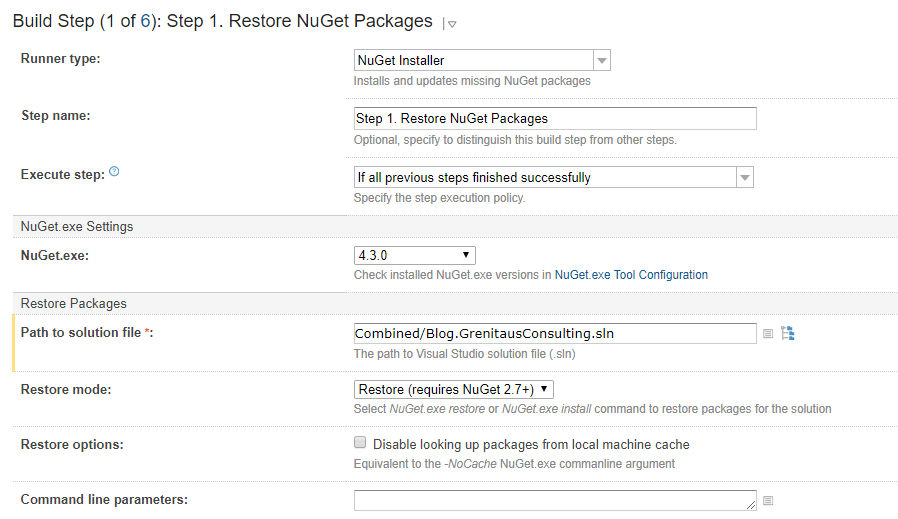 Build Step (1 of 6): Step 1. Restore NuGet Packages
Runner type: NuGet Installer
Installs and updates missing NuGet packages
Step name: Step 1. Restore NuGet Packages
Optional, specify to distinguish this build step from other steps.
Execute step: If all previous steps finished successfully
Specify the step execution policy.
NuGet.exe Settings
NuGet.exe: 4.3.0
Check installed NuGet.exe versions in NuGet.exe Tool Configuration
Restore Packages
Path to solution file *: Combined/Blog.GrenitausConsulting.sln
The path to Visual Studio solution file (.sln)
Restore mode: Restore (requires NuGet 2.7+)
Select NuGet.exe restore or NuGet.exe install command to restore packages for the solution
Restore options: Disable looking up packages from local machine cache
Equivalent to the -NoCache NuGet.exe commanline argument
Command line parameters: